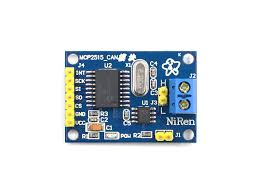 MCP2515_CAN
J4
U2
X1
K
INT
SCK
SI
SO
CS
GND
VCC
U1
J3
J2
H
L
R3
C2
C1
POW
R2
J1
NiRen